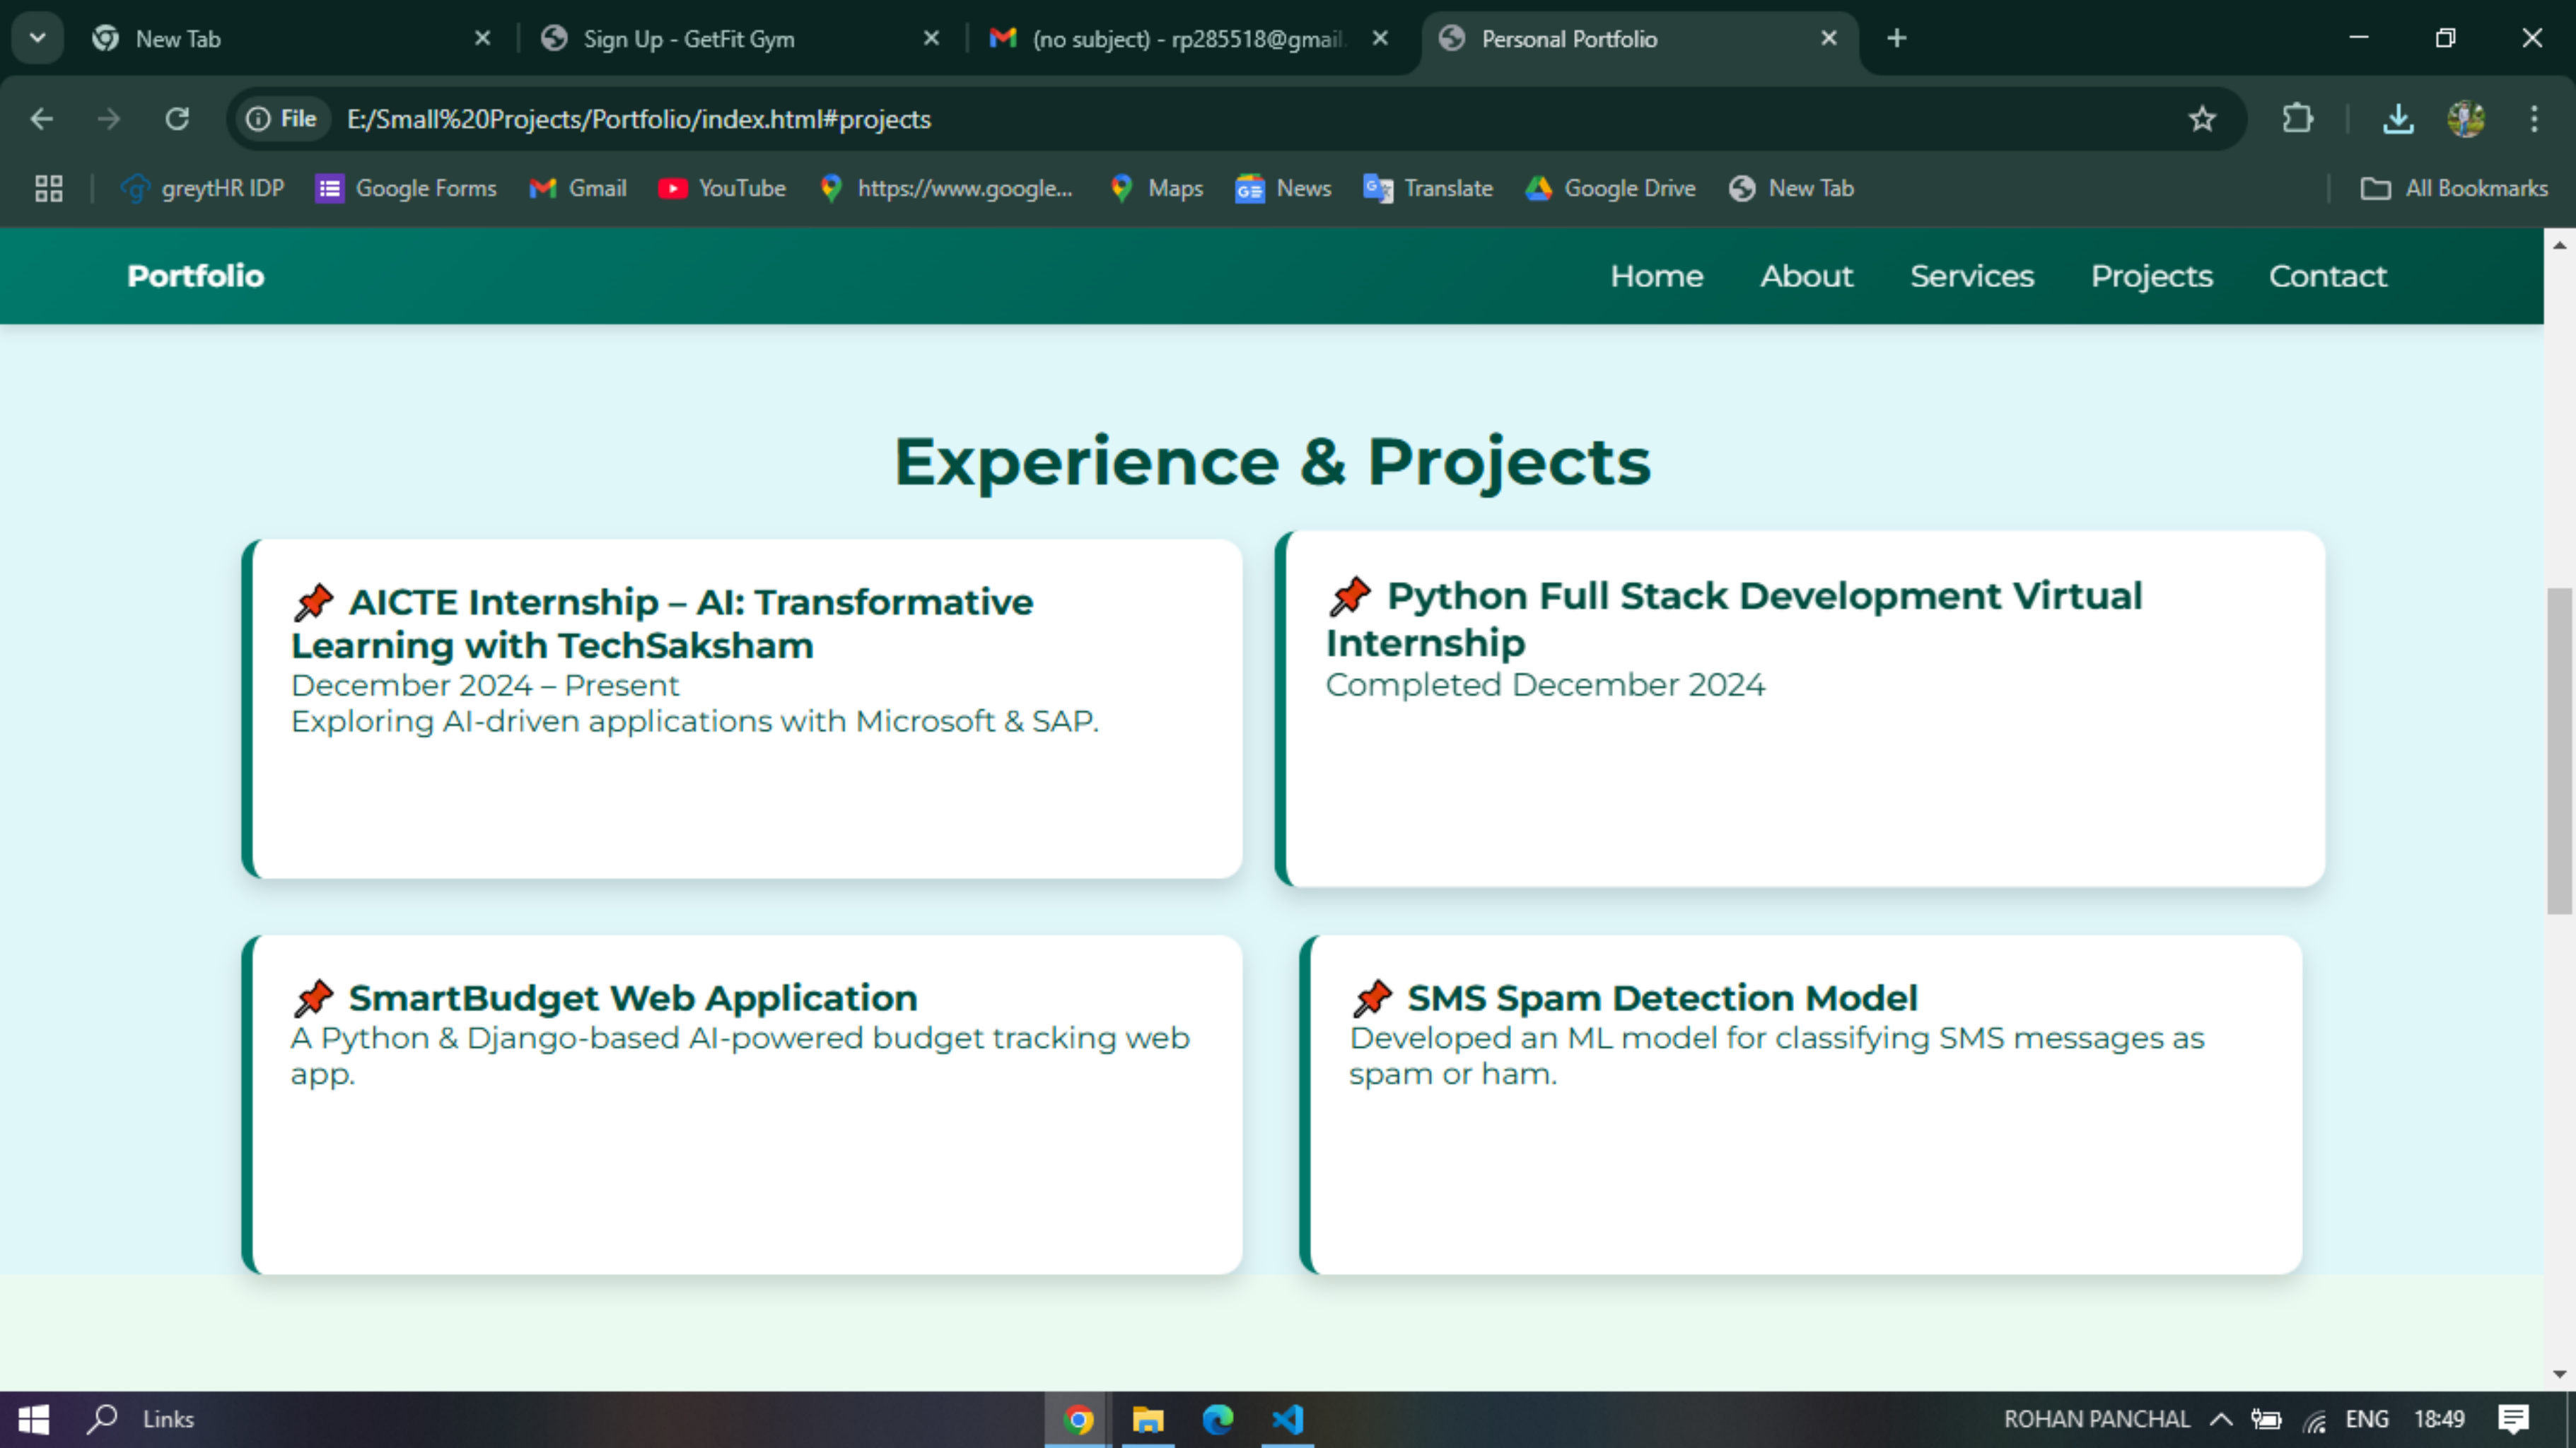 New Tab
Sign Up - GetFit Gym
(no subject) - rp285518@gmail.
Personal Portfolio
File
E:/Small%20Projects/Portfolio/index.html#projects
greytHR IDP
Google Forms
Gmail
YouTube
https://www.google...
Maps
News
Translate
Google Drive
New Tab
All Bookmarks
Portfolio
Home
About
Services
Projects
Contact
Experience & Projects
AICTE Internship – AI: Transformative
Learning with TechSaksham
December 2024 – Present
Exploring AI-driven applications with Microsoft & SAP.
Python Full Stack Development Virtual
Internship
Completed December 2024
SmartBudget Web Application
A Python & Django-based AI-powered budget tracking web
app.
SMS Spam Detection Model
Developed an ML model for classifying SMS messages as
spam or ham.
Links
ROHAN PANCHAL
ENG
18:49